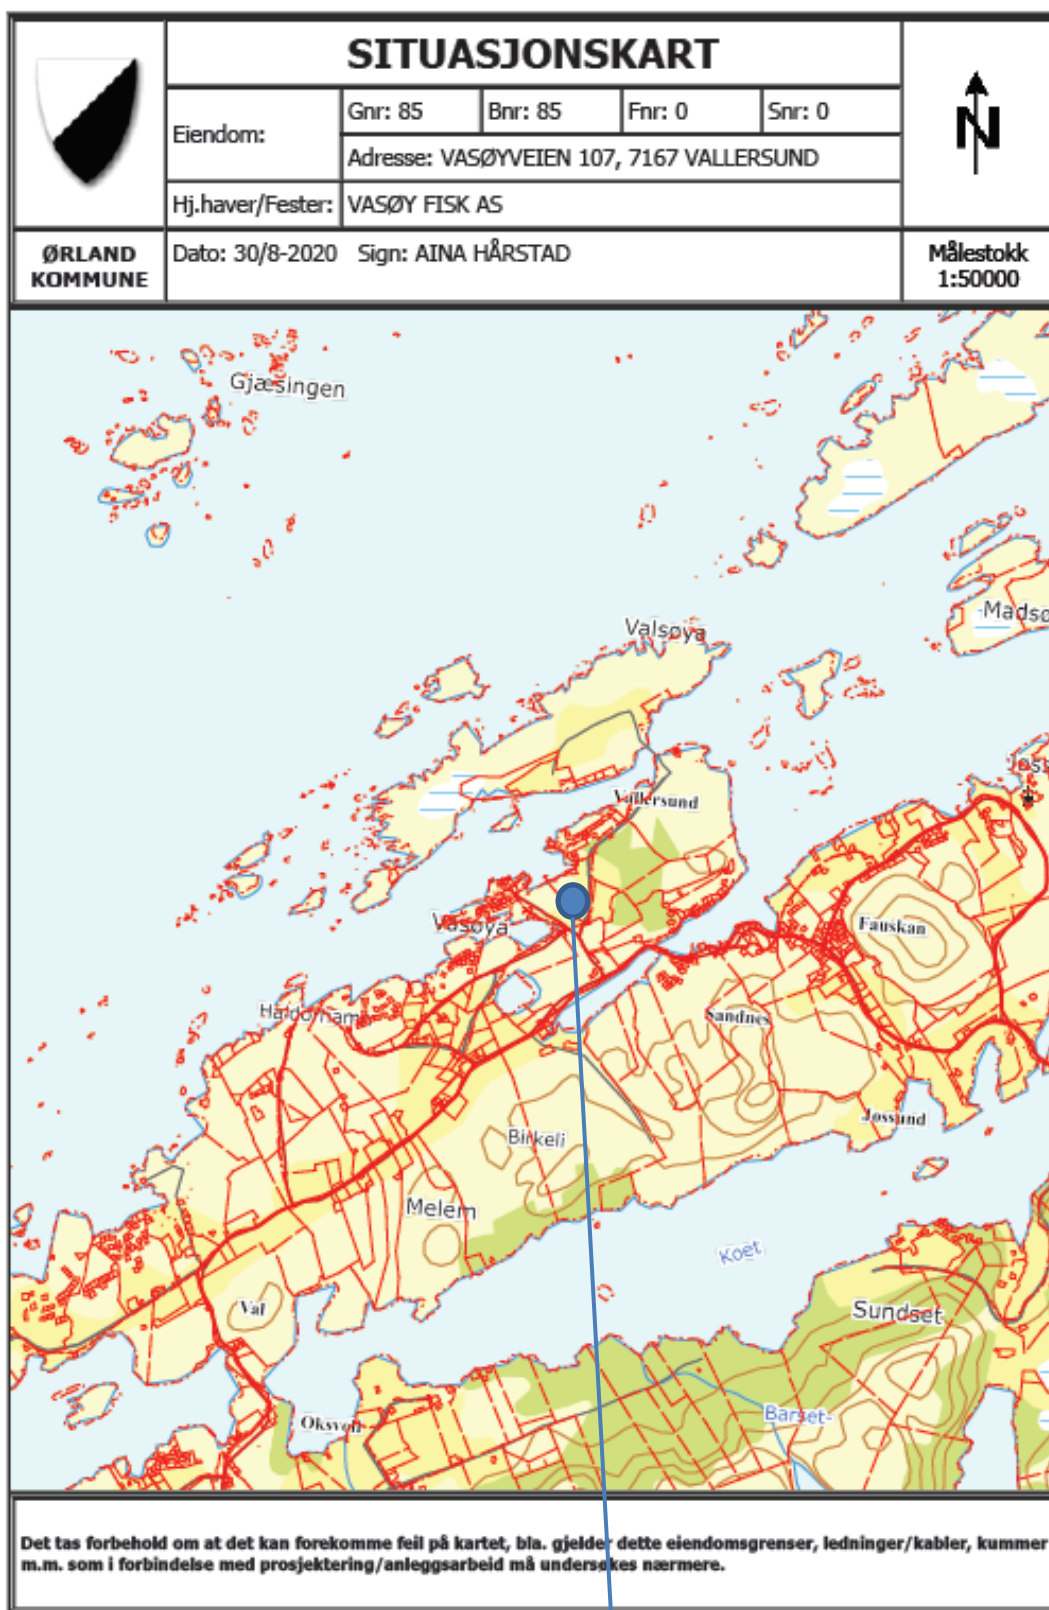 SITUASJONSKART
Eiendom:
Gnr: 85
Bnr: 85
Fnr: 0
Snr: 0
Adresse: VASØYVEIEN 107, 7167 VALLERSUND
Hj.haver/Fester:
VASØY FISK AS
N
ØRLAND
KOMMUNE
Dato: 30/8-2020 Sign: AINA HÅRSTAD
Målestokk
1:50000
Gjæsingen
Valsøya
Vallersund
Vasøya
Fauskan
Sandnes
Jøssund
Birkeli
Melem
Koet
Val
Sundset
Barset-
Det tas forbehold om at det kan forekomme feil på kartet, bla. gjelder dette eiendomsgrenser, ledninger/kabler, kummer
m.m. som i forbindelse med prosjektering/anleggsarbeid må undersøkes nærmere.